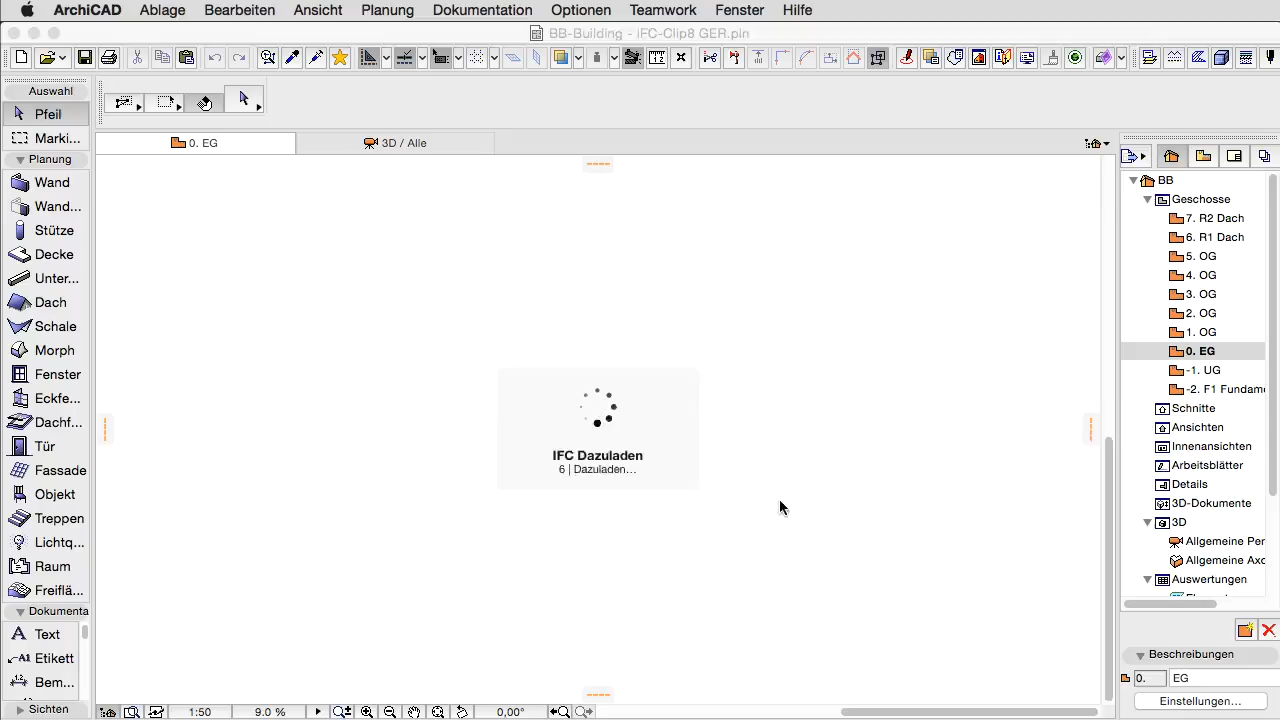 ArchiCAD Ablage Bearbeiten Ansicht Planung Dokumentation Optionen Teamwork Fenster Hilfe
BB-Building - iFC-Clip8 GER.pin
Auswahl
Pfeil
Marki...
Planung
Wand
Wand...
Stütze
Decke
Unter...
Dach
Schale
Morph
Fenster
Eckfe...
Dachf...
Tür
Fassade
Objekt
Treppen
Lichtq...
Raum
Freiflä...
Dokumenta
Text
A1 Etikett
Bem...
Sichten
0. EG
3D / Alle
IFC Dazuladen
6 | Dazuladen...
1:50
9.0 %
0,00°
BB
Geschosse
7. R2 Dach
6. R1 Dach
5. OG
4. OG
3. OG
2. OG
1. OG
0. EG
-1. UG
-2. F1 Fundam
Schnitte
Ansichten
Innenansichten
Arbeitsblätter
Details
3D-Dokumente
3D
Allgemeine Per
Allgemeine Axo
Auswertungen
Beschreibungen
0. EG
Einstellungen...